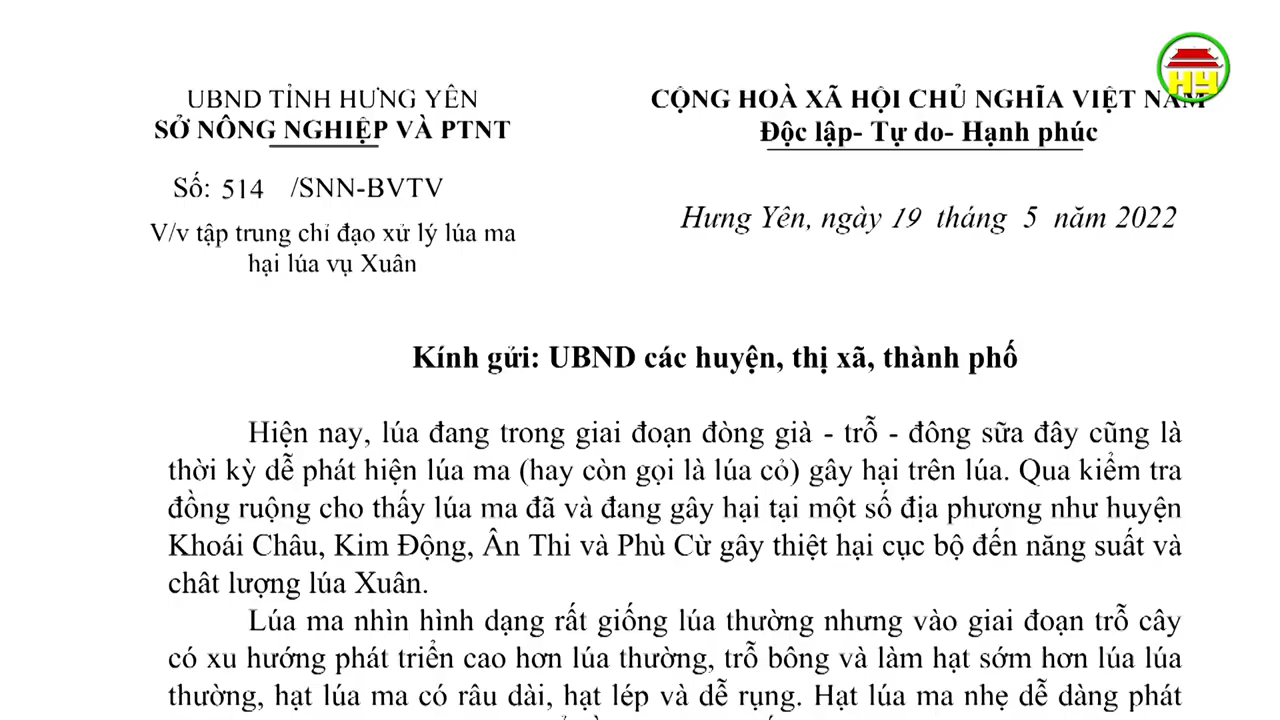 HY
UBND TỈNH HƯNG YÊN
SỞ NÔNG NGHIỆP VÀ PTNT
CỘNG HOÀ XÃ HỘI CHỦ NGHĨA VIỆT NAM
Độc lập- Tự do- Hạnh phúc
Số: 514 /SNN-BVTV
V/v tập trung chỉ đạo xử lý lúa ma
hại lúa vụ Xuân
Hưng Yên, ngày 19 tháng 5 năm 2022
Kính gửi: UBND các huyện, thị xã, thành phố
Hiện nay, lúa đang trong giai đoạn đòng già - trỗ - đông sữa đây cũng là
thời kỳ dễ phát hiện lúa ma (hay còn gọi là lúa cỏ) gây hại trên lúa. Qua kiểm tra
đồng ruộng cho thấy lúa ma đã và đang gây hại tại một số địa phương như huyện
Khoái Châu, Kim Động, Ân Thi và Phù Cừ gây thiệt hại cục bộ đến năng suất và
chât lượng lúa Xuân.
Lúa ma nhìn hình dạng rất giống lúa thường nhưng vào giai đoạn trỗ cây
có xu hướng phát triển cao hơn lúa thường, trỗ bông và làm hạt sớm hơn lúa lúa
thường, hạt lúa ma có râu dài, hạt lép và dễ rụng. Hạt lúa ma nhẹ dễ dàng phát